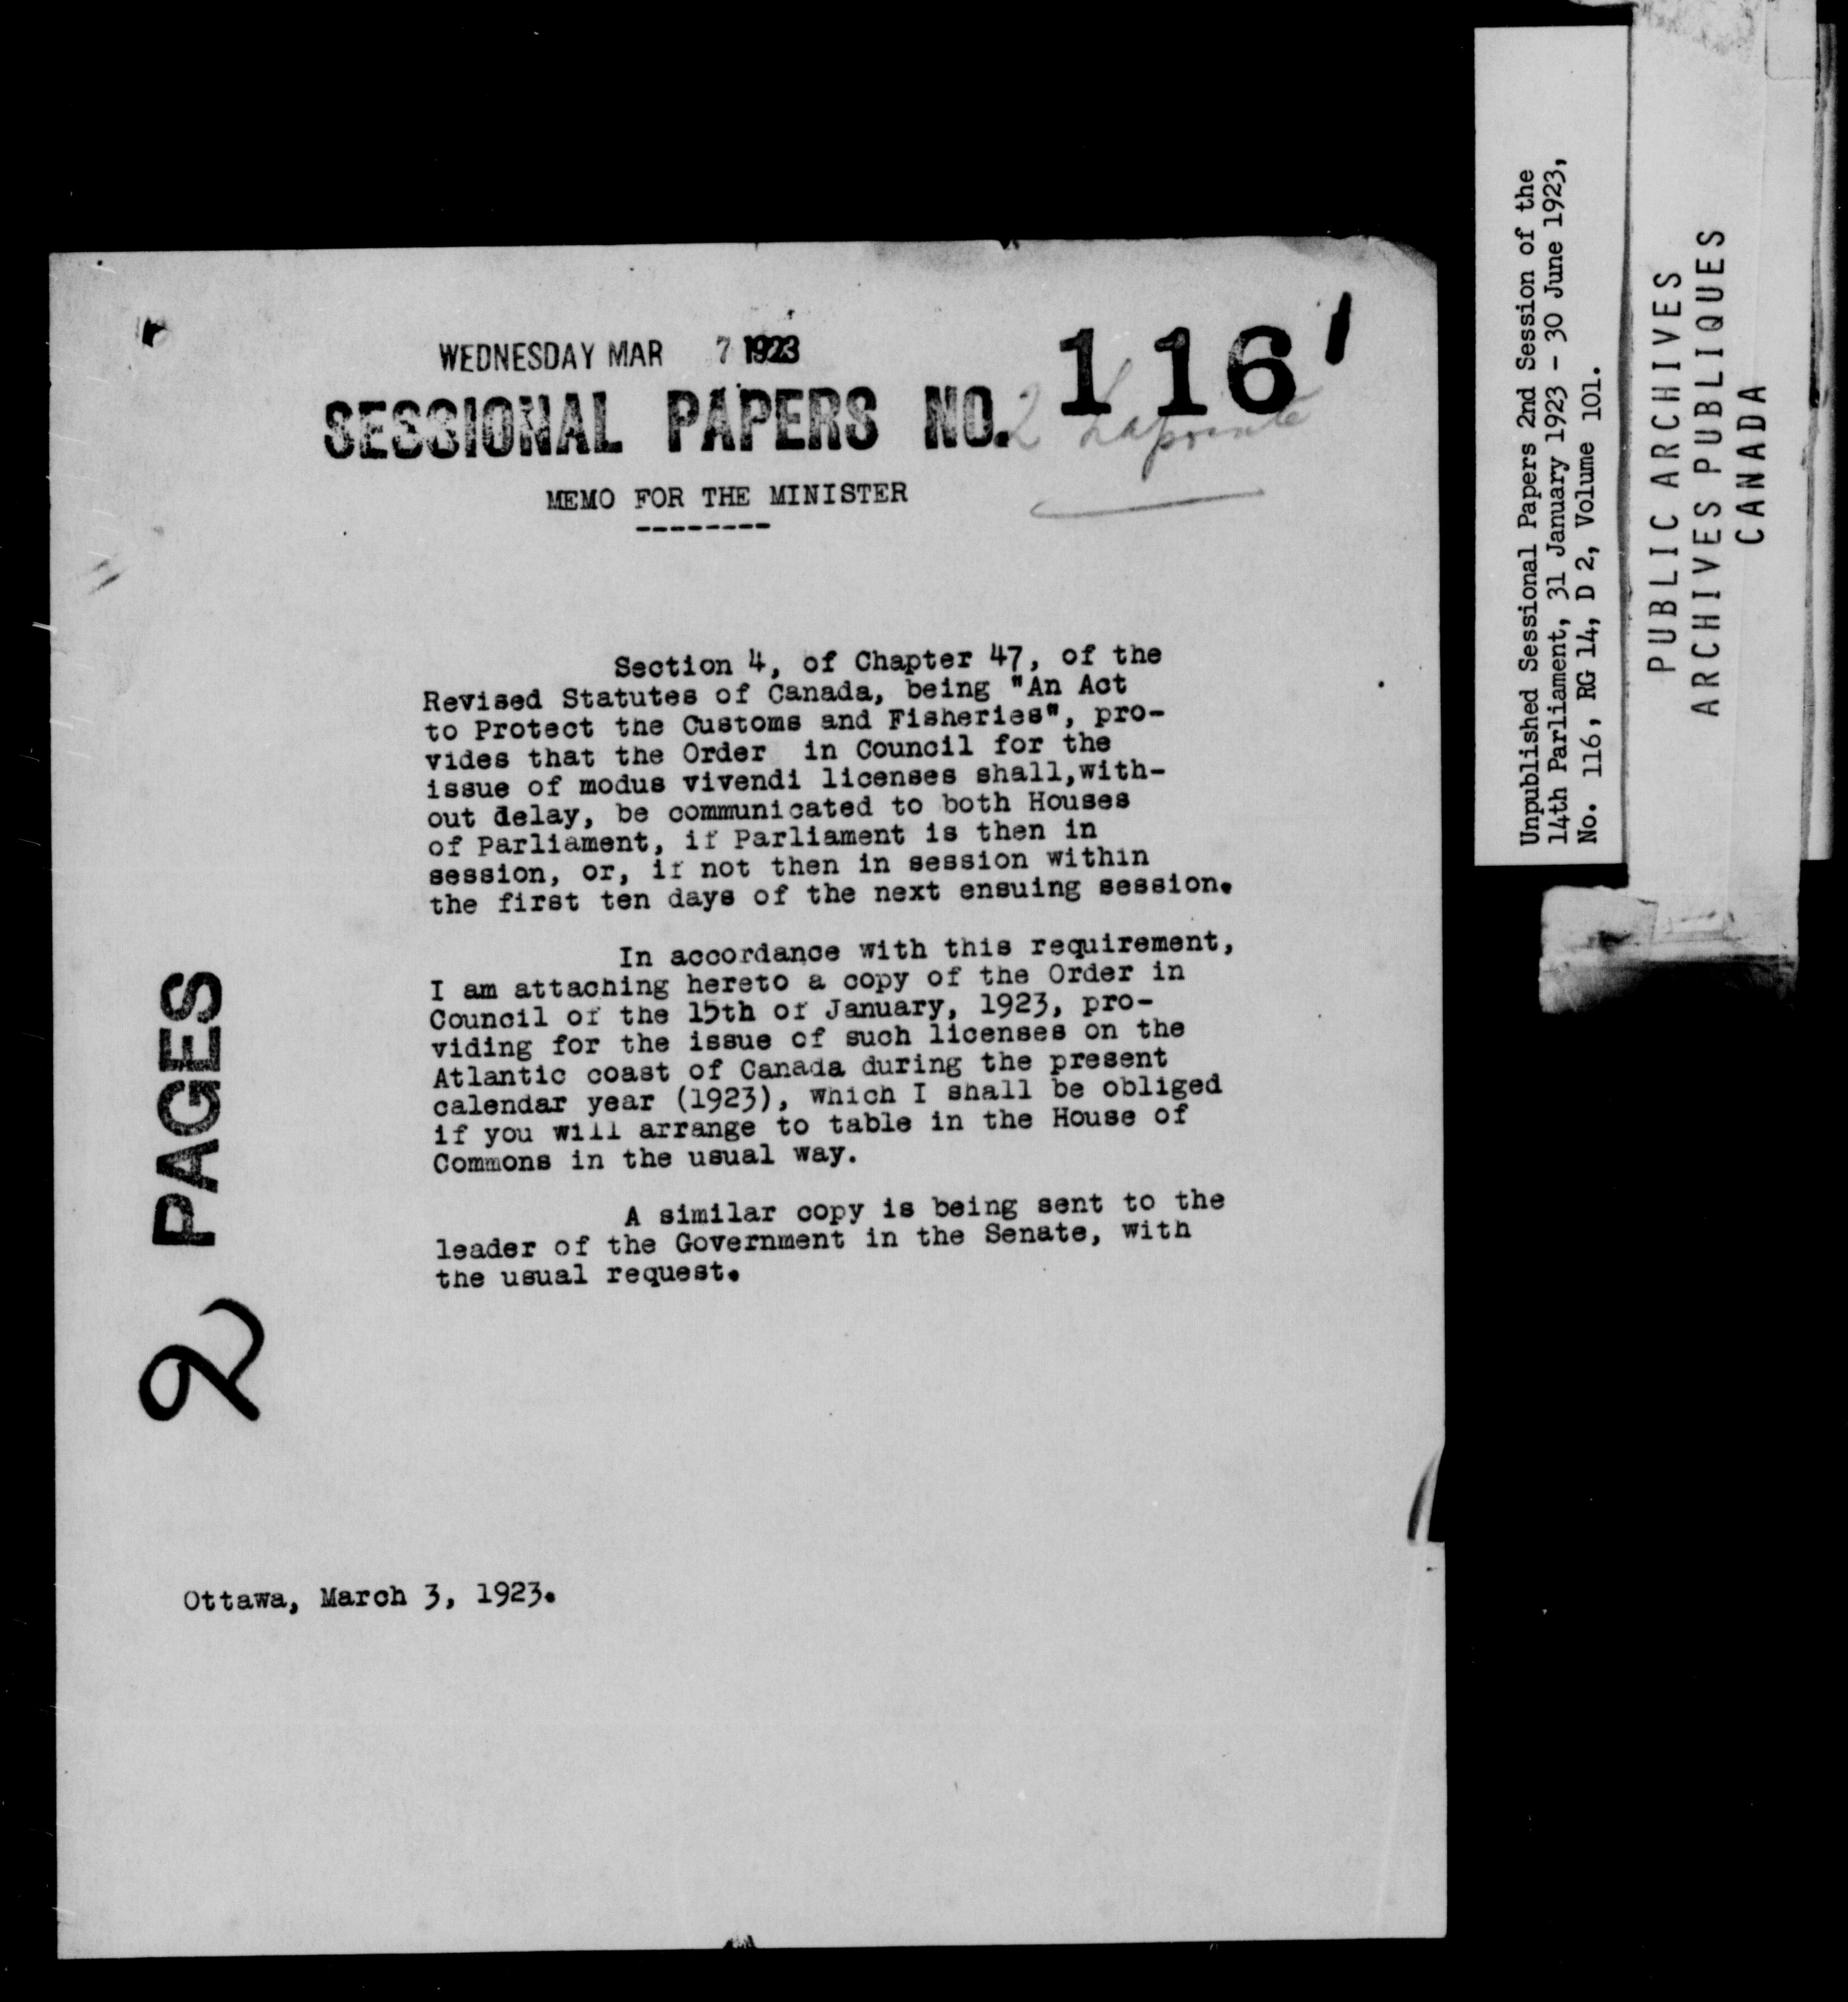 WEDNESDAY MAR 7 1923
SESSIONAL PAPERS NO. 116
2 Lapointe
MEMO FOR THE MINISTER
--------
Section 4, of Chapter 47, of the
Revised Statutes of Canada, being "An Act
to Protect the Customs and Fisheries", pro-
vides that the Order in Council for the
issue of modus vivendi licenses shall,with-
out delay, be communicated to both Houses
of Parliament, if Parliament is then in
session, or, if not then in session within
the first ten days of the next ensuing session.
In accordance with this requirement,
I am attaching hereto a copy of the Order in
Council of the 15th of January, 1923, pro-
viding for the issue of such licenses on the
Atlantic coast of Canada during the present
calendar year (1923), which I shall be obliged
if you will arrange to table in the House of
Commons in the usual way.
A similar copy is being sent to the
leader of the Government in the Senate, with
the usual request.
Ottawa, March 3, 1923.
2 PAGES
Unpublished Sessional Papers 2nd Session of the
14th Parliament, 31 January 1923 - 30 June 1923,
No. 116, RG 14, D 2, Volume 101.
PUBLIC ARCHIVES
ARCHIVES PUBLIQUES
CANADA